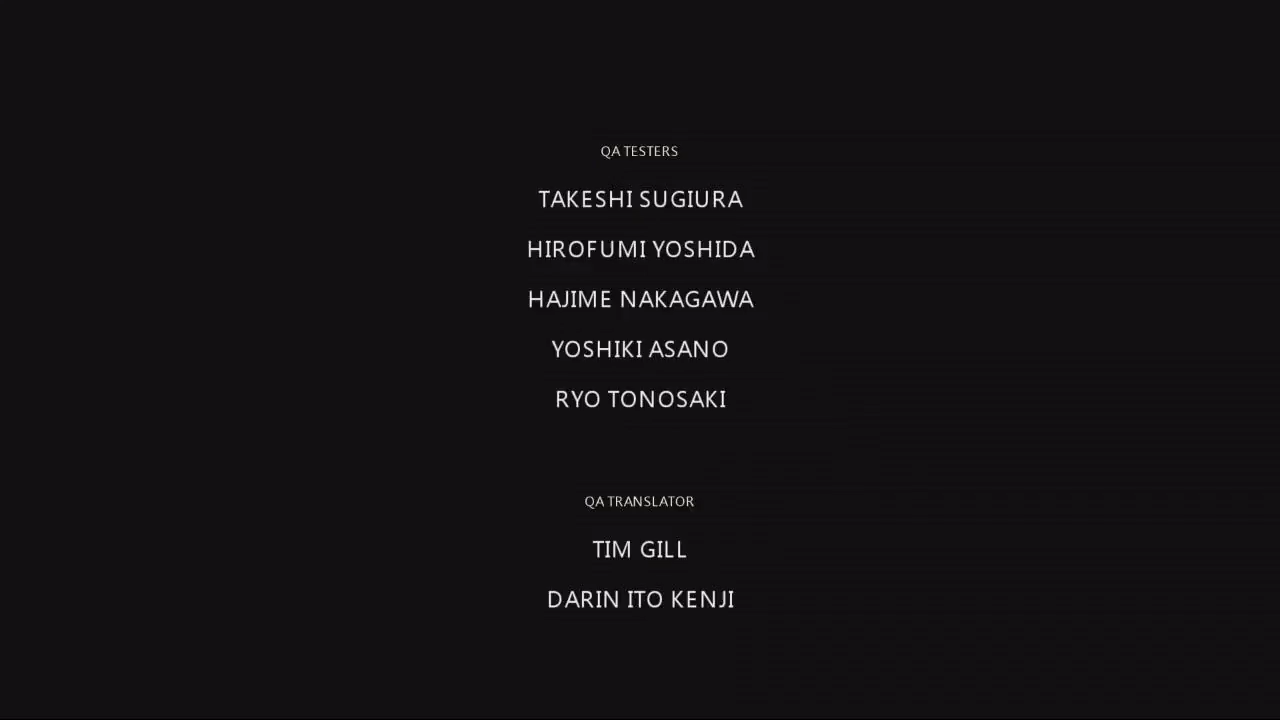 QA TESTERS
TAKESHI SUGIURA
HIROFUMI YOSHIDA
HAJIME NAKAGAWA
YOSHIKI ASANO
RYO TONOSAKI
QA TRANSLATOR
TIM GILL
DARIN ITO KENJI